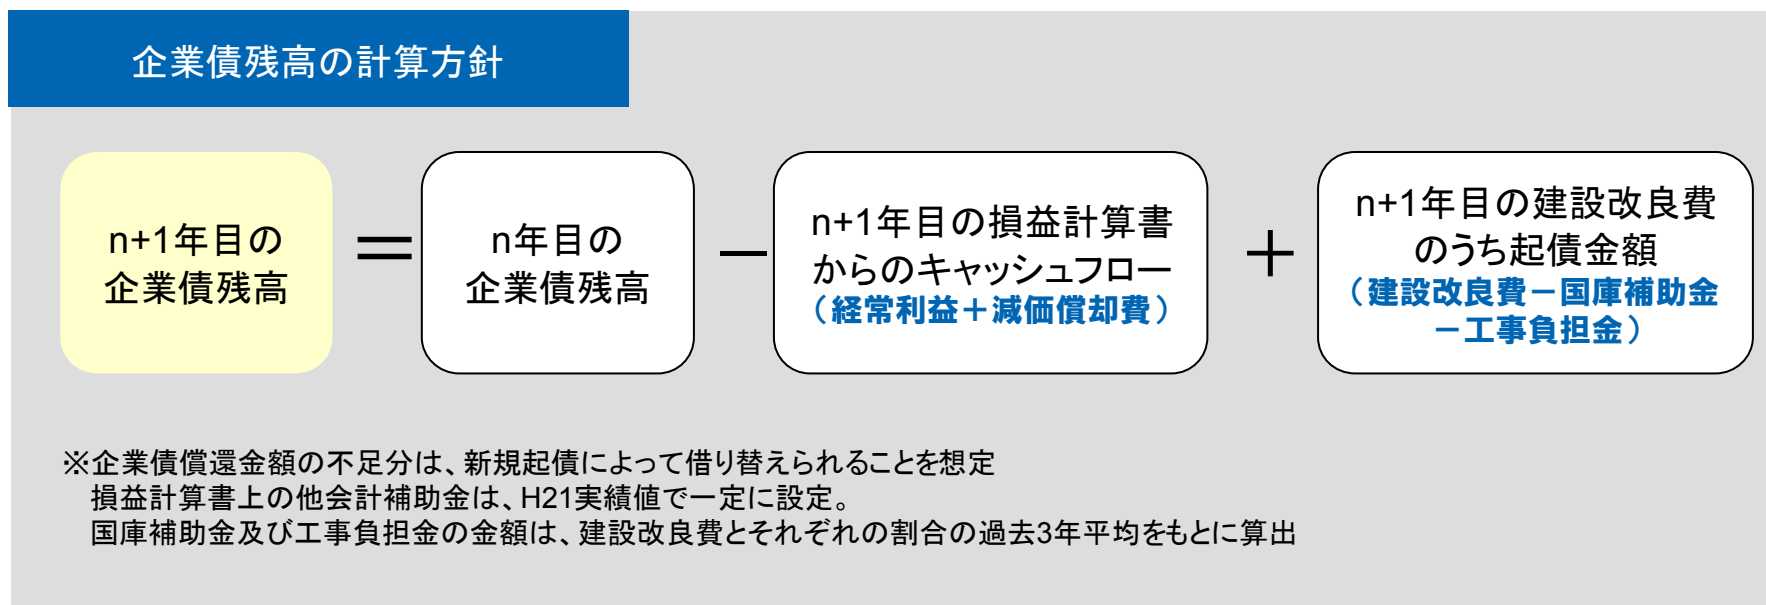 企業債残高の計算方針
n+1年目の
企業債残高
＝
n年目の
企業債残高
－
n+1年目の損益計算書
からのキャッシュフロー
（経常利益＋減価償却費）
＋
n+1年目の建設改良費
のうち起債金額
（建設改良費－国庫補助金
－工事負担金）
※企業債償還金額の不足分は、新規起債によって借り替えられることを想定
損益計算書上の他会計補助金は、H21実績値で一定に設定。
国庫補助金及び工事負担金の金額は、建設改良費とそれぞれの割合の過去3年平均をもとに算出